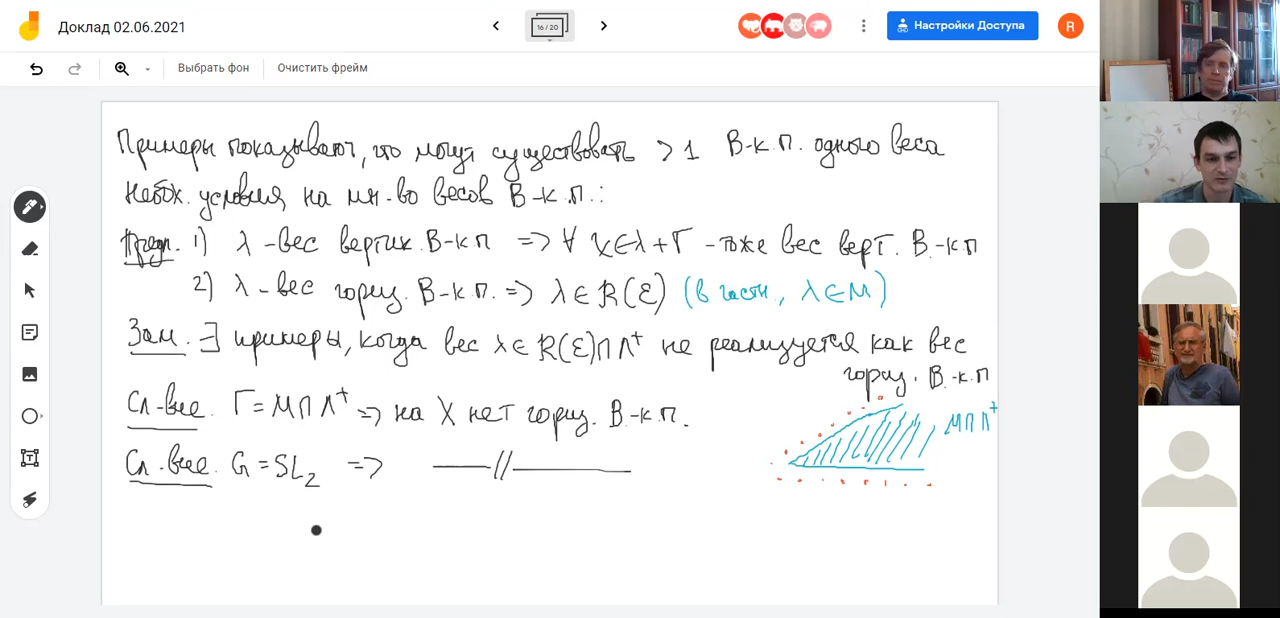 Доклад 02.06.2021
16 / 20
Настройки Доступа
R
Выбрать фон
Очистить фрейм
Примеры показывают, что могут существовать > 1 В-к.п. одного веса
Необх. условия на мн-во весов В-к.п.:
Предл. 1) λ - вес вертик. В-к.п => ∀ χ ∈ λ + Γ - тоже вес верт. В-к.п
2) λ - вес гориз. В-к.п. => λ ∈ R(Ɛ) (в частн., λ ∈ M)
Зам. ∃ примеры, когда вес λ ∈ R(Ɛ) ∩ Λ⁺ не реализуется как вес
гориз. В-к.п
Сл-вие. Γ = M ∩ Λ⁺ => на X нет гориз. В-к.п.
M ∩ Λ⁺
Сл-вие. G = SL₂ => —//—